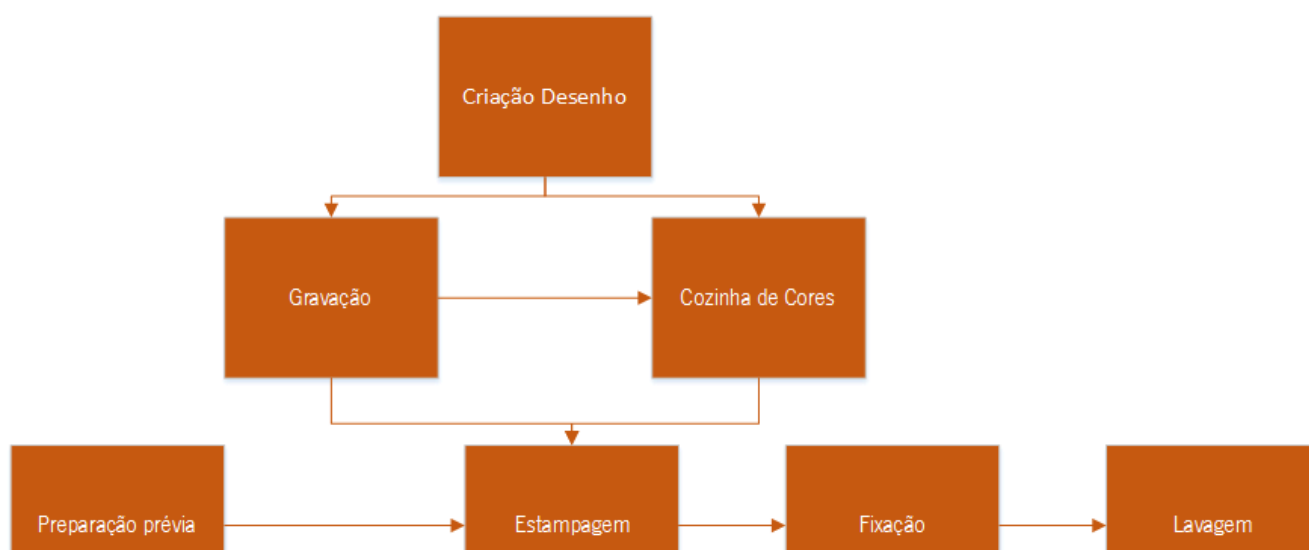 Criação Desenho
Gravação
Cozinha de Cores
Preparação prévia
Estampagem
Fixação
Lavagem